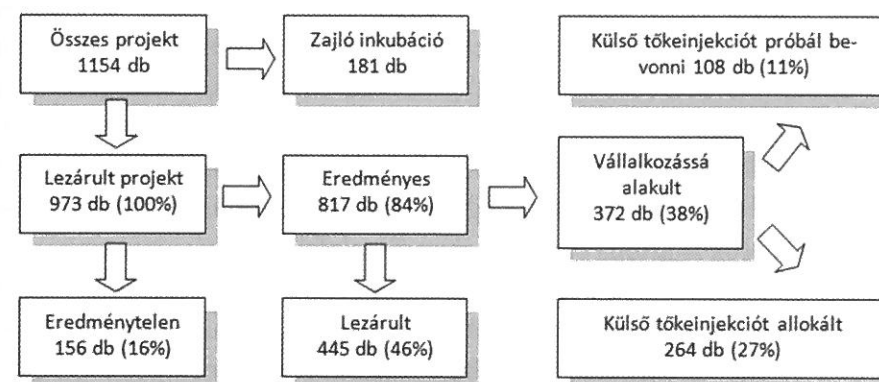 Összes projekt
1154 db
Zajló inkubáció
181 db
Külső tőkeinjekciót próbál be-
vonni 108 db (11%)
Lezárult projekt
973 db (100%)
Eredményes
817 db (84%)
Vállalkozássá
alakult
372 db (38%)
Eredménytelen
156 db (16%)
Lezárult
445 db (46%)
Külső tőkeinjekciót allokált
264 db (27%)